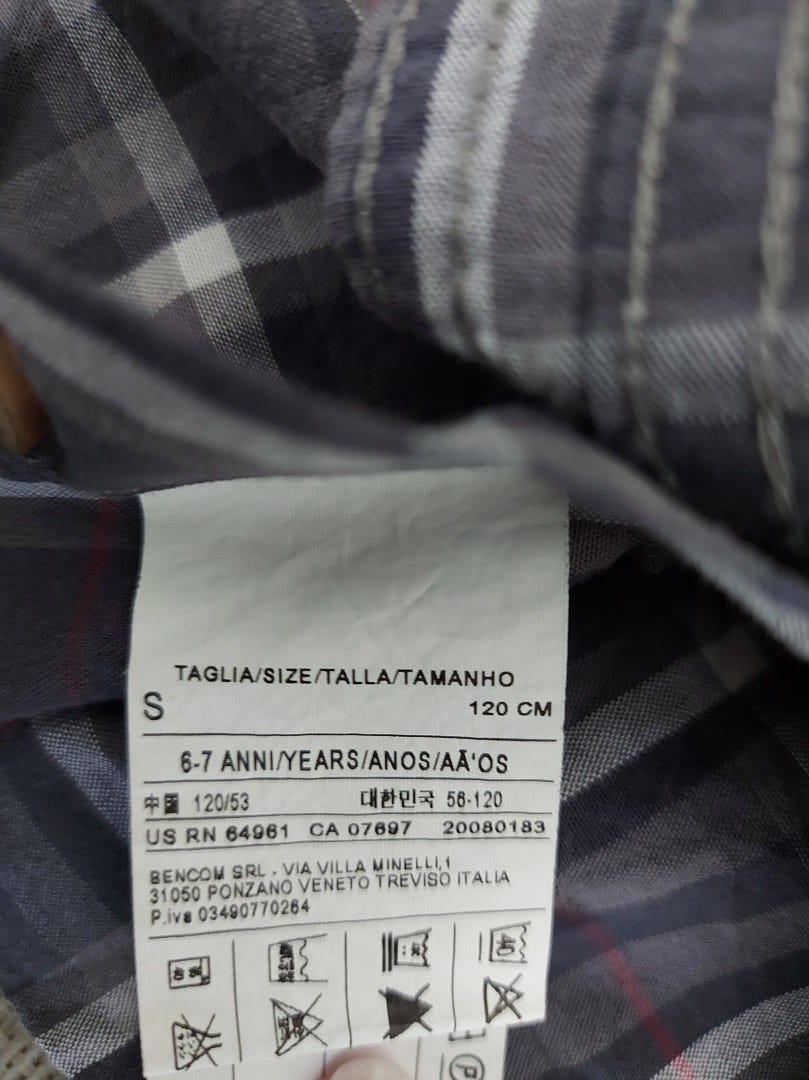 TAGLIA/SIZE/TALLA/TAMANHO
S 120 CM
6-7 ANNI/YEARS/ANOS/AÃ'OS
中國 120/53 대한민국 56-120
US RN 64961 CA 07697 20080183
BENCOM SRL . VIA VILLA MINELLI,1
31050 PONZANO VENETO TREVISO ITALIA
P.iva 03490770264
40
P